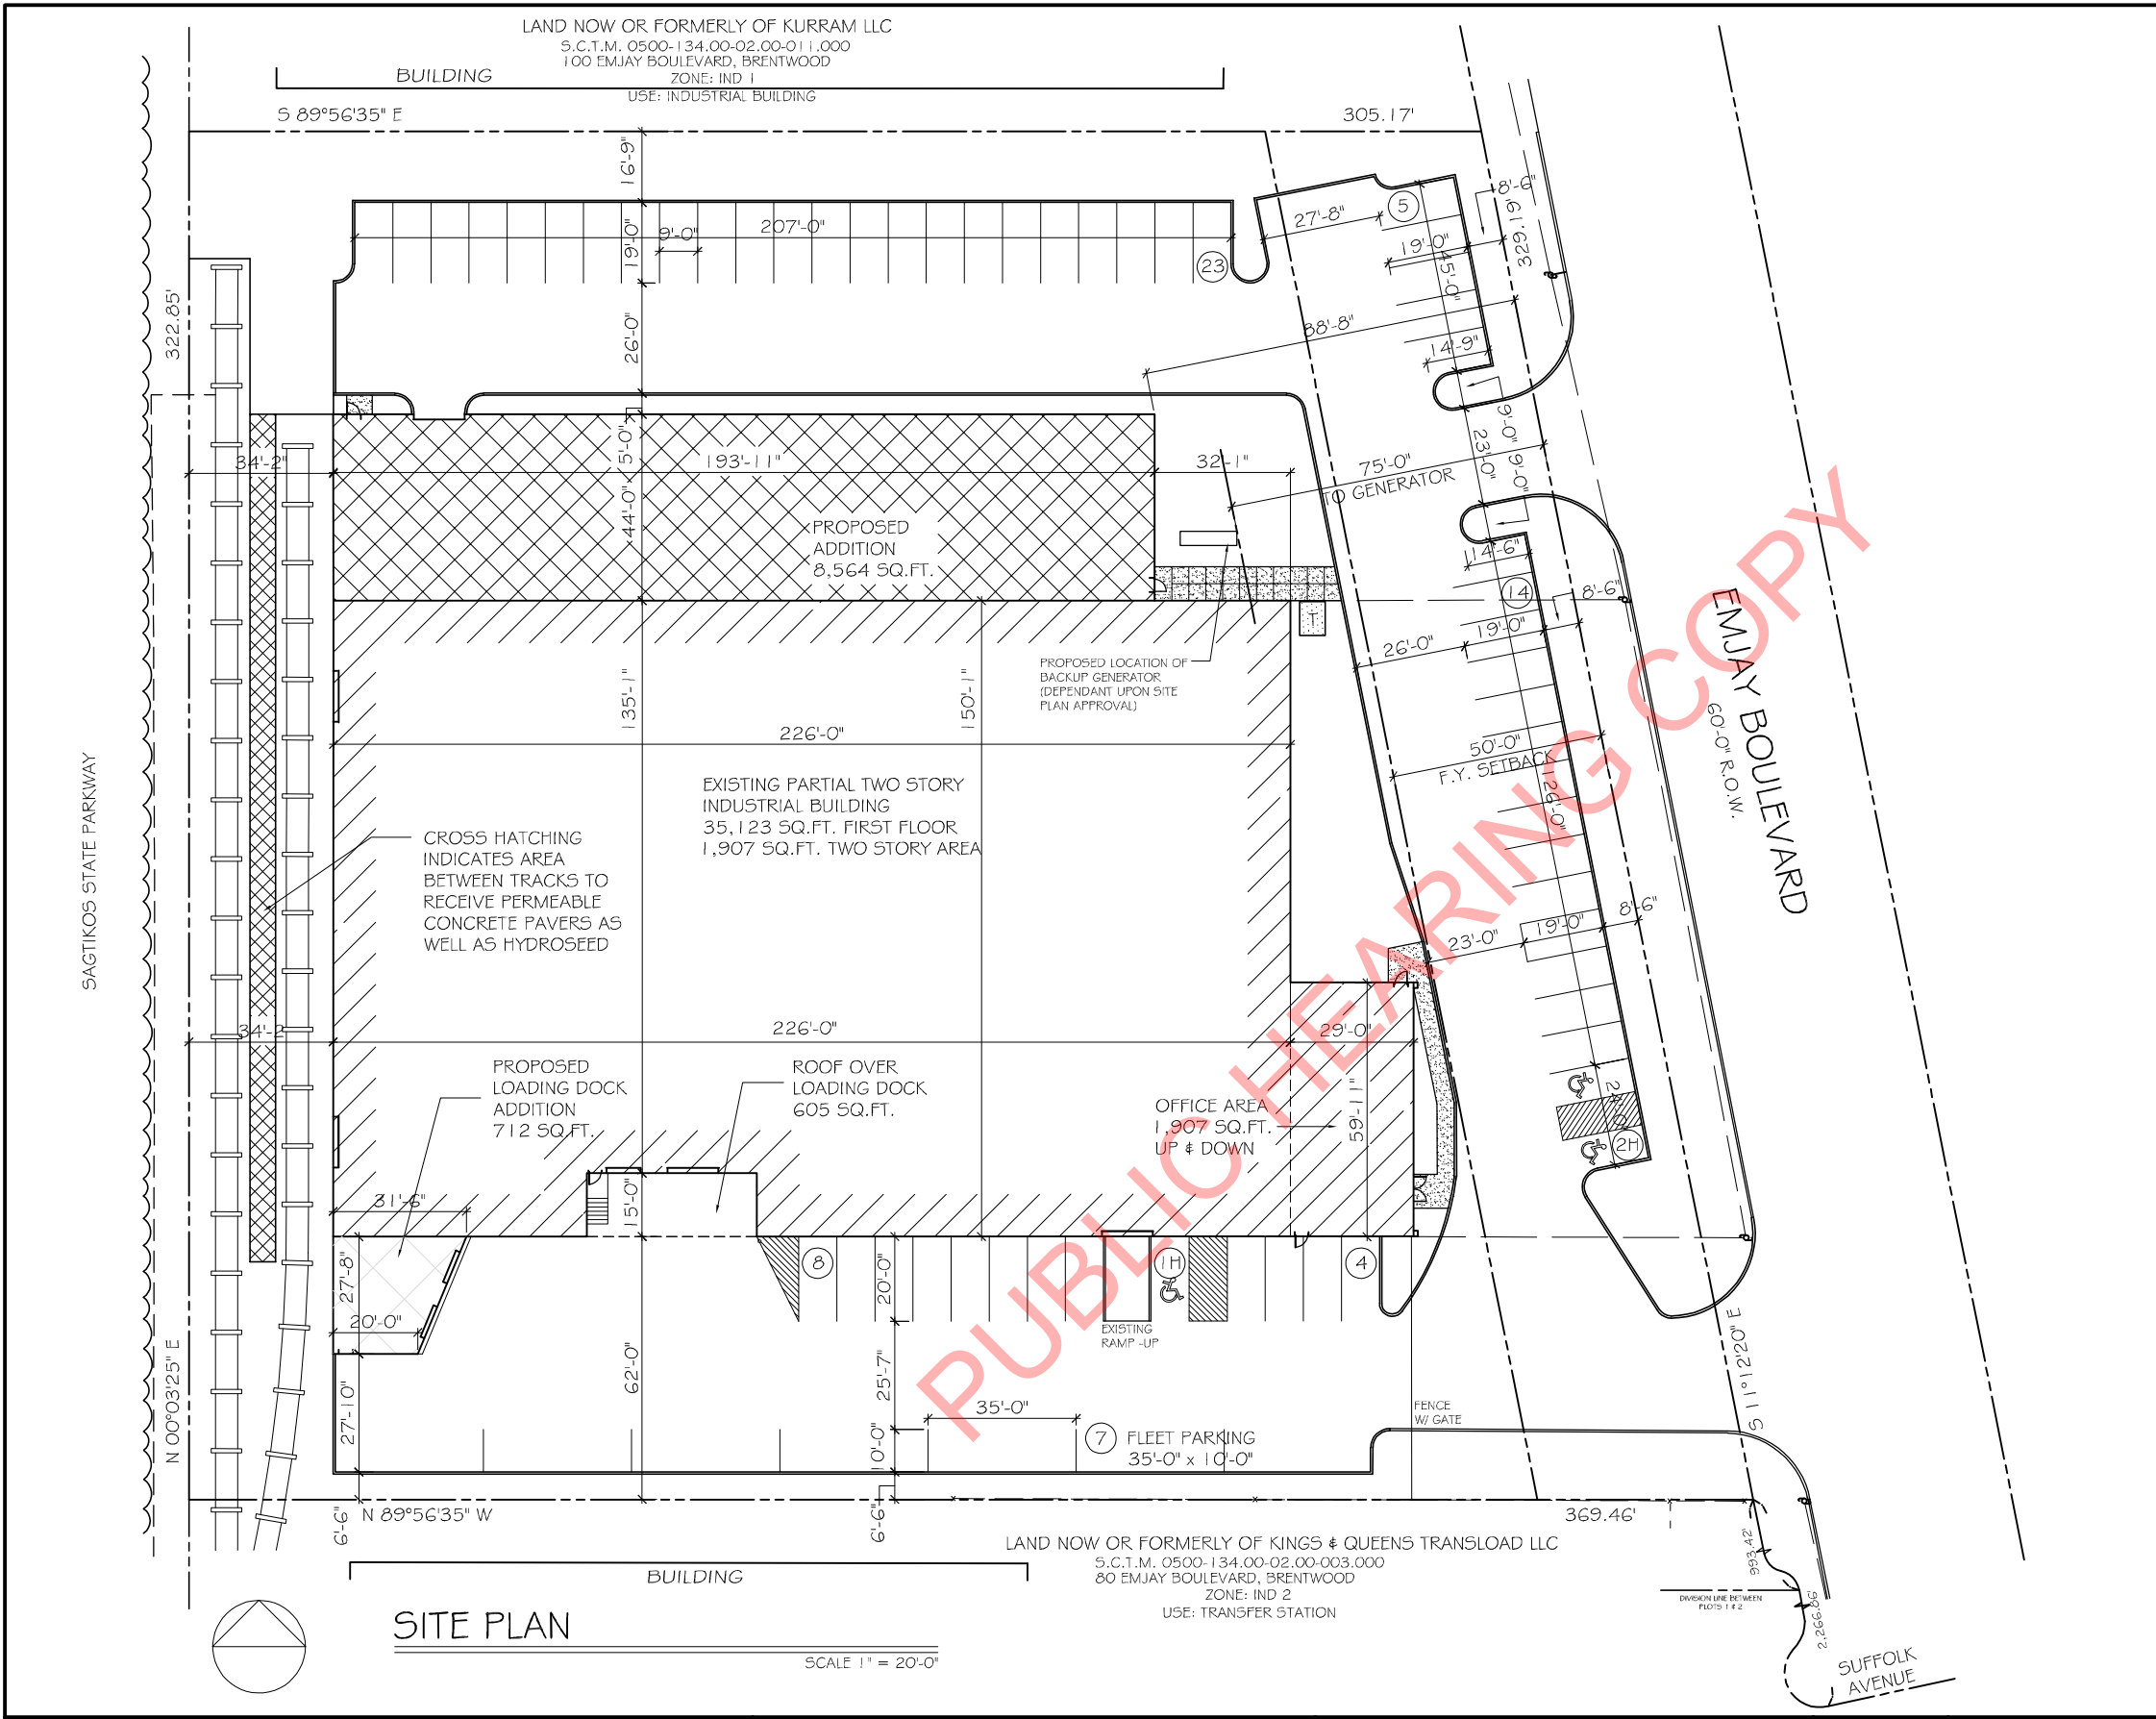 LAND NOW OR FORMERLY OF KURRAM LLC
S.C.T.M. 0500-134.00-02.00-011.000
100 EMJAY BOULEVARD, BRENTWOOD
ZONE: IND 1
USE: INDUSTRIAL BUILDING
BUILDING
S 89°56'35" E
305.17'
16'-9"
19'-0"
9'-0"
207'-0"
23
27'-8"
5
8'-6"
329.19'
19'-0"
45'-0"
322.85'
26'-0"
88'-8"
14'-9"
9'-0"
23'-0"
9'-0"
34'-2"
5'-0"
193'-11"
32'-1"
75'-0"
TO GENERATOR
44'-0"
PROPOSED
ADDITION
8,564 SQ.FT.
14'-6"
14
8'-6"
19'-0"
26'-0"
T
EMJAY BOULEVARD
60'-0" R.O.W.
PROPOSED LOCATION OF
BACKUP GENERATOR
(DEPENDANT UPON SITE
PLAN APPROVAL)
135'-1"
150'-1"
226'-0"
50'-0"
F.Y. SETBACK
126'-0"
SAGTIKOS STATE PARKWAY
EXISTING PARTIAL TWO STORY
INDUSTRIAL BUILDING
35,123 SQ.FT. FIRST FLOOR
1,907 SQ.FT. TWO STORY AREA
CROSS HATCHING
INDICATES AREA
BETWEEN TRACKS TO
RECEIVE PERMEABLE
CONCRETE PAVERS AS
WELL AS HYDROSEED
23'-0"
19'-0"
8'-6"
34'-2
226'-0"
29'-0"
PROPOSED
LOADING DOCK
ADDITION
712 SQ.FT.
ROOF OVER
LOADING DOCK
605 SQ.FT.
OFFICE AREA
1,907 SQ.FT.
UP & DOWN
59'-11"
2H
31'-6"
15'-0"
27'-8"
20'-0"
8
20'-0"
1H
4
EXISTING
RAMP -UP
62'-0"
25'-7"
27'-10"
35'-0"
10'-0"
7
FLEET PARKING
35'-0" x 10'-0"
FENCE
W/ GATE
S 11°12'20" E
N 00°03'25" E
6'-6"
N 89°56'35" W
6'-6"
369.46'
LAND NOW OR FORMERLY OF KINGS & QUEENS TRANSLOAD LLC
S.C.T.M. 0500-134.00-02.00-003.000
80 EMJAY BOULEVARD, BRENTWOOD
ZONE: IND 2
USE: TRANSFER STATION
BUILDING
993.42'
DIVISION LINE BETWEEN
PLOTS 1 & 2
2,266.86'
SUFFOLK
AVENUE
SITE PLAN
SCALE 1" = 20'-0"
PUBLIC HEARING COPY